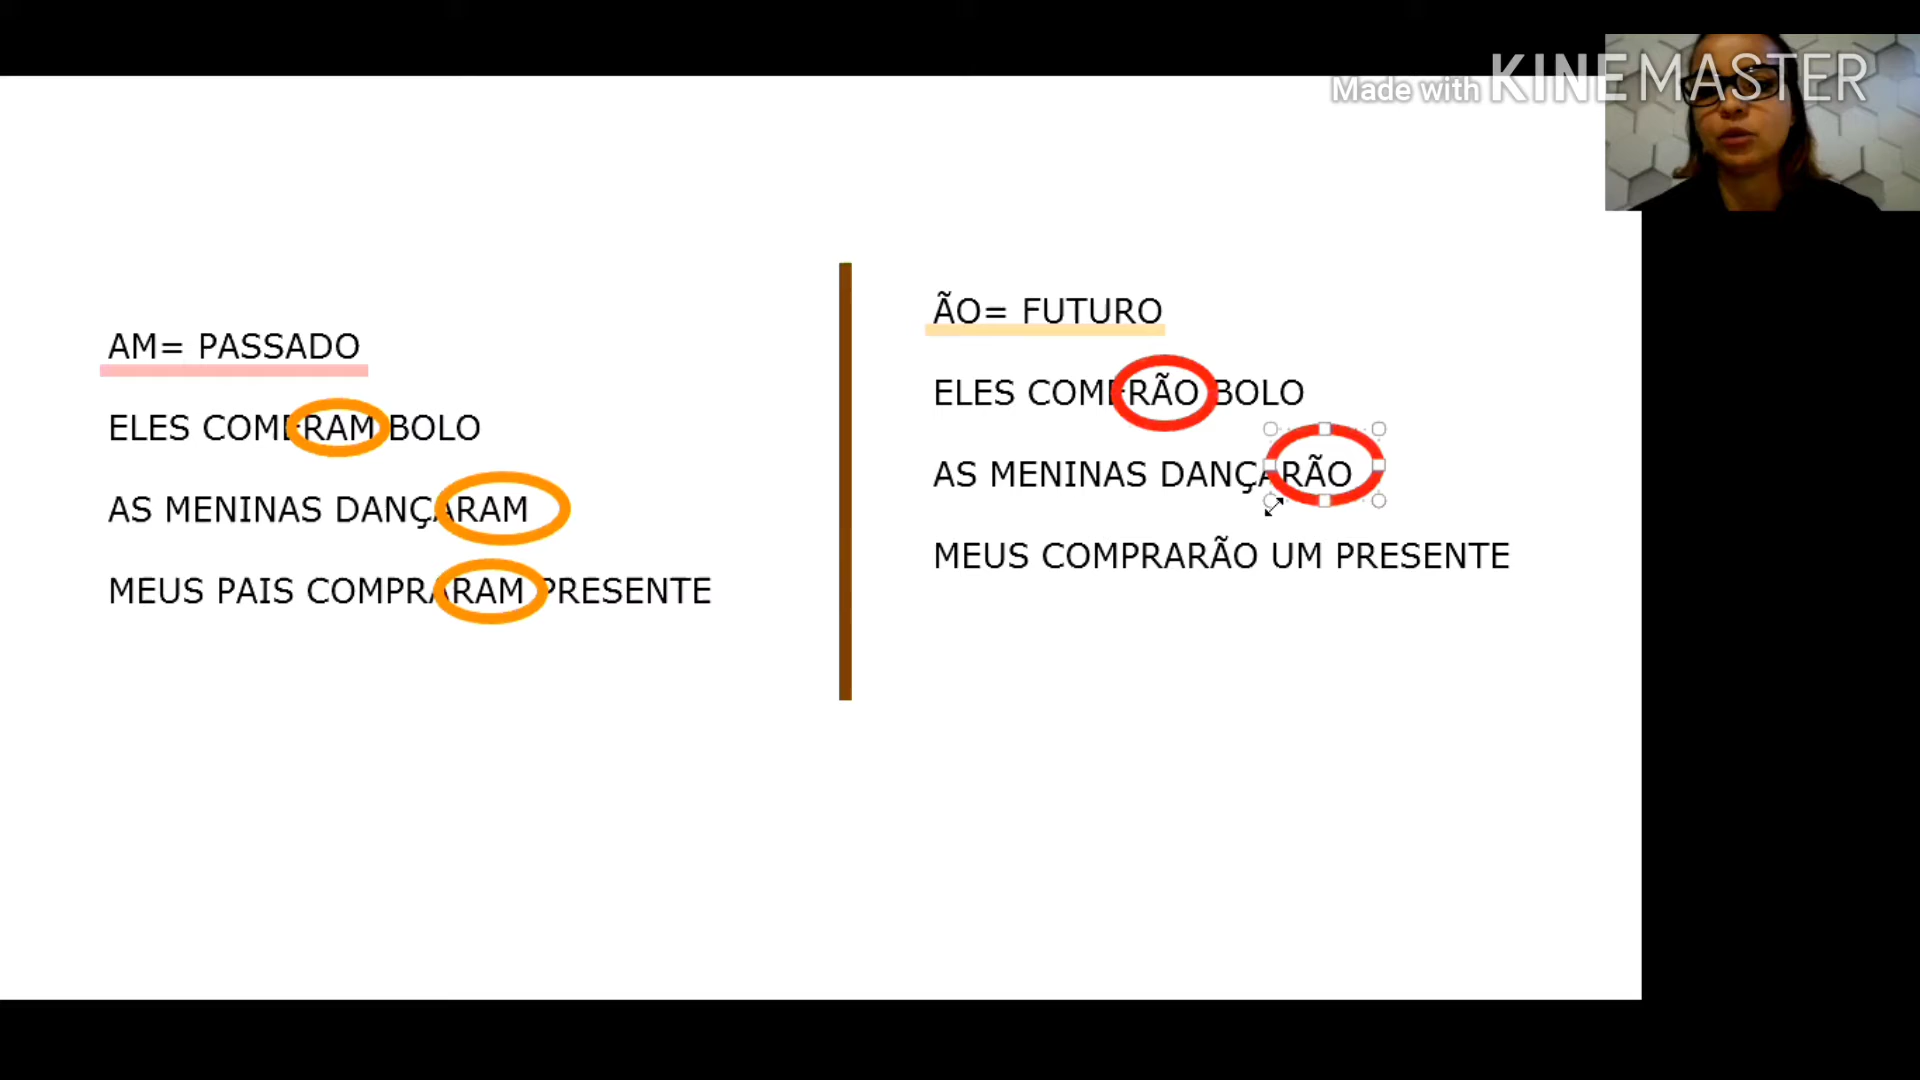 Made with KINEMASTER
AM= PASSADO
ELES COMERAM BOLO
AS MENINAS DANÇARAM
MEUS PAIS COMPRARAM PRESENTE
ÃO= FUTURO
ELES COMERÃO BOLO
AS MENINAS DANÇARÃO
MEUS COMPRARÃO UM PRESENTE